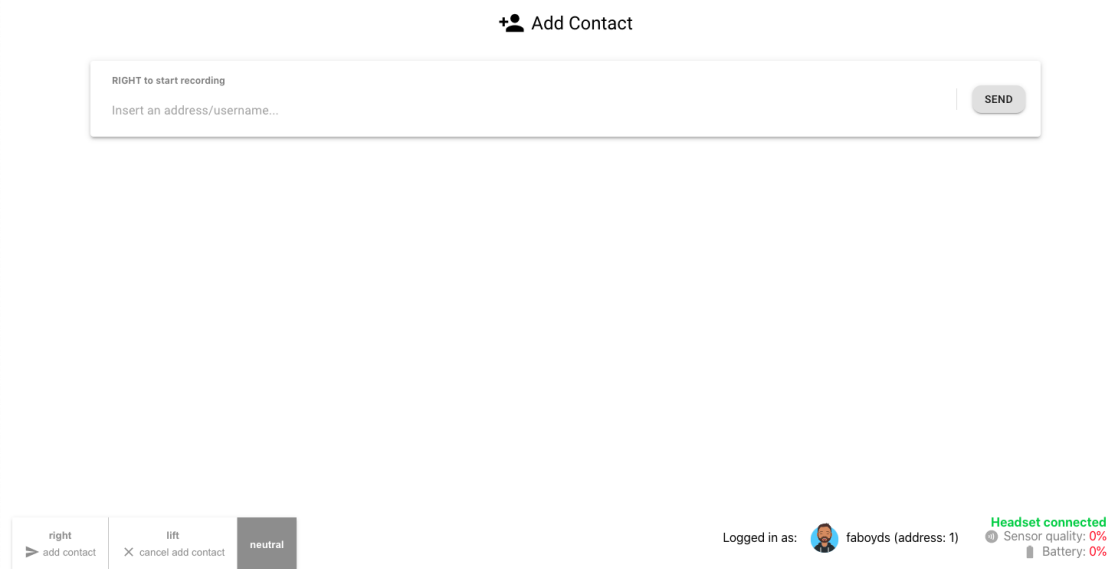 Add Contact
RIGHT to start recording
Insert an address/username...
SEND
right
add contact
lift
cancel add contact
neutral
Logged in as:
faboyds (address: 1)
Headset connected
Sensor quality: 0%
Battery: 0%